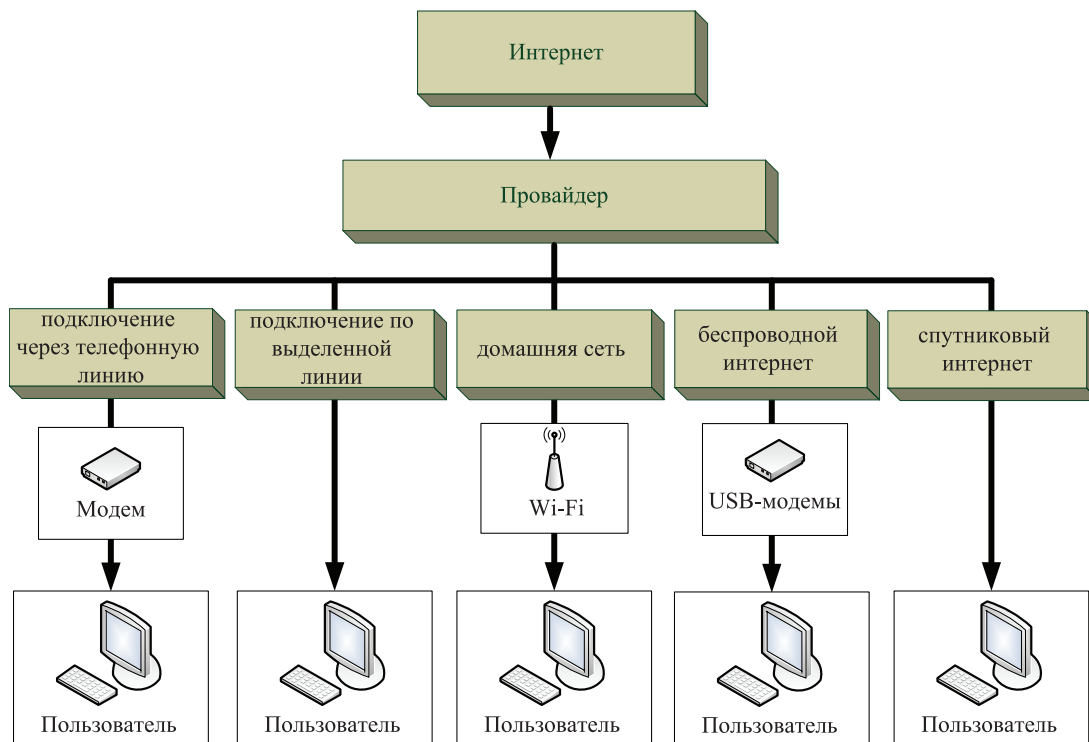 Интернет
Провайдер
подключение
через телефонную
линию
подключение по
выделенной
линии
домашняя сеть
беспроводной
интернет
спутниковый
интернет
Модем
Wi-Fi
USB-модемы
Пользователь
Пользователь
Пользователь
Пользователь
Пользователь